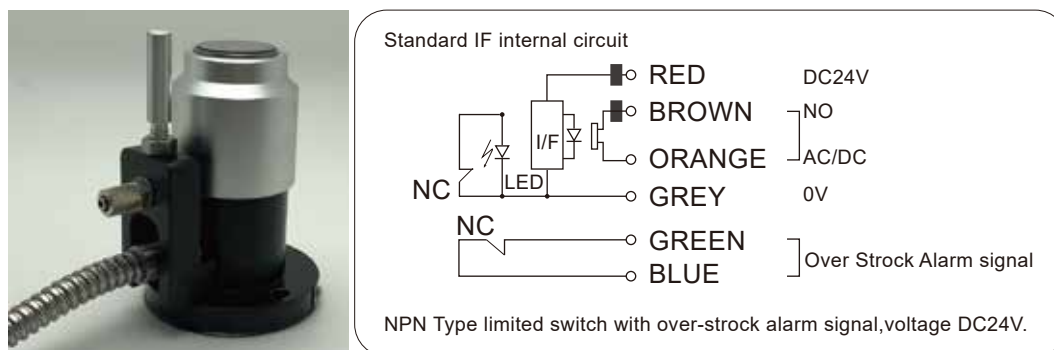 Standard IF internal circuit
RED DC24V
BROWN NO
I/F
ORANGE AC/DC
LED
NC GREY 0V
NC
GREEN
Over Strock Alarm signal
BLUE
NPN Type limited switch with over-strock alarm signal,voltage DC24V.